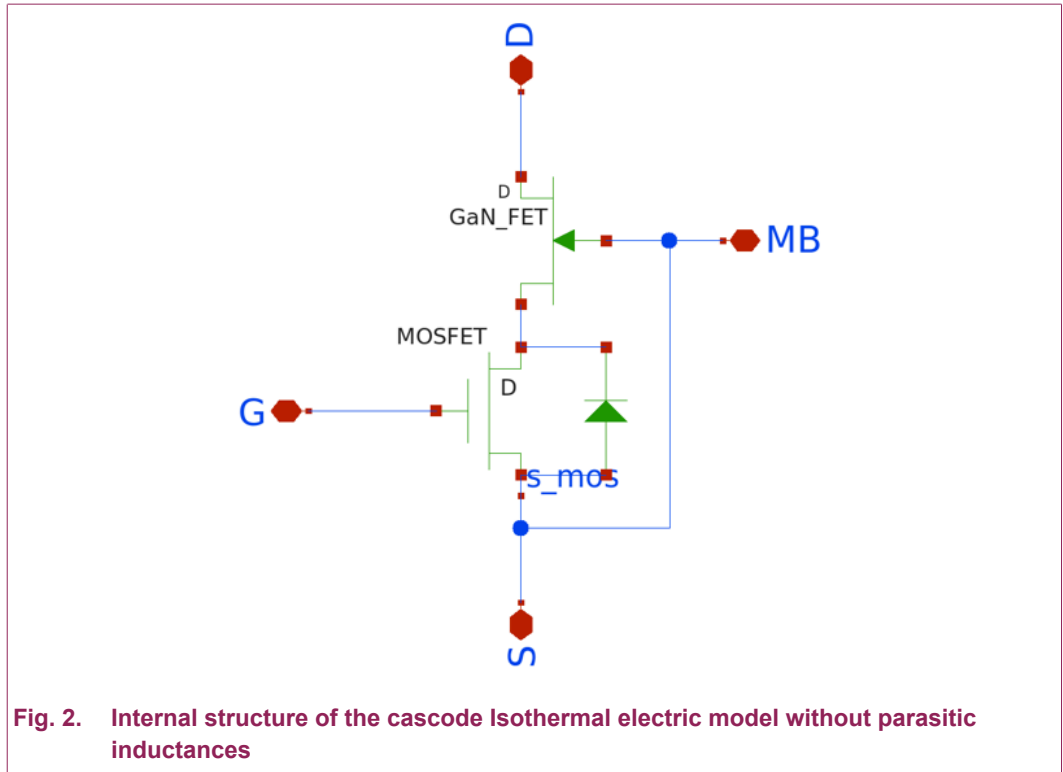 D
D
GaN_FET
MB
MOSFET
D
G
s_mos
S
Fig. 2. Internal structure of the cascode Isothermal electric model without parasitic
inductances